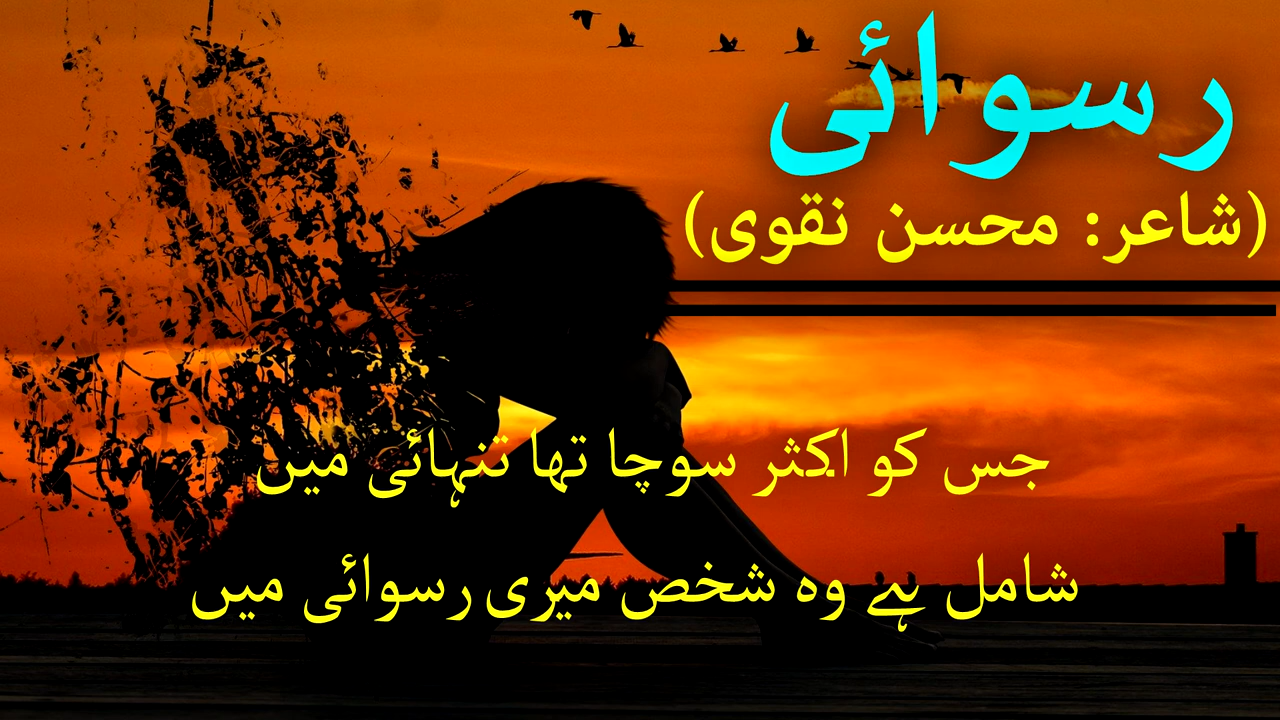 رسوائی
(شاعر: محسن نقوی)
جس کو اکثر سوچا تھا تنہائی میں
شامل ہے وہ شخص میری رسوائی میں